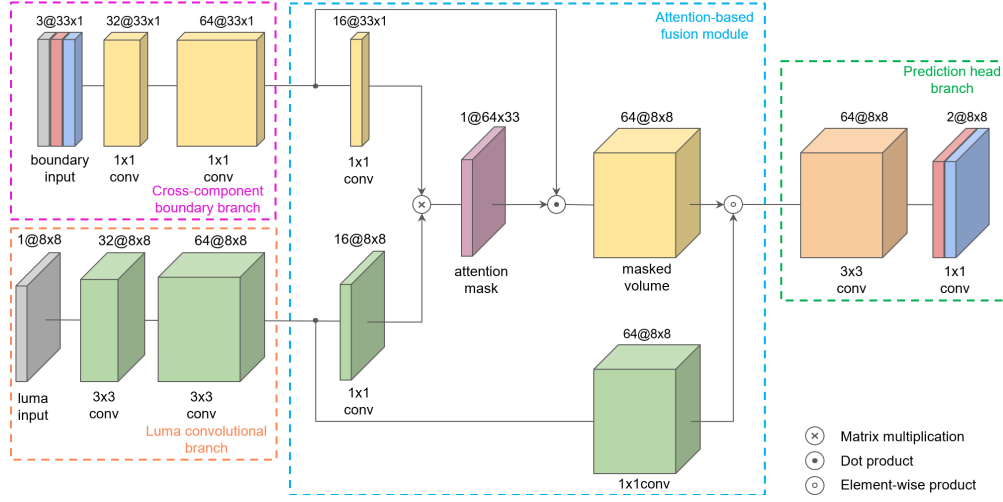 3@33x1
32@33x1
64@33x1
boundary
input
1x1
conv
1x1
conv
Cross-component
boundary branch
1@8x8
32@8x8
64@8x8
luma
input
3x3
conv
3x3
conv
Luma convolutional
branch
Attention-based
fusion module
16@33x1
1x1
conv
16@8x8
1x1
conv
1@64x33
attention
mask
64@8x8
masked
volume
64@8x8
1x1conv
Prediction head
branch
64@8x8
3x3
conv
2@8x8
1x1
conv
Matrix multiplication
Dot product
Element-wise product